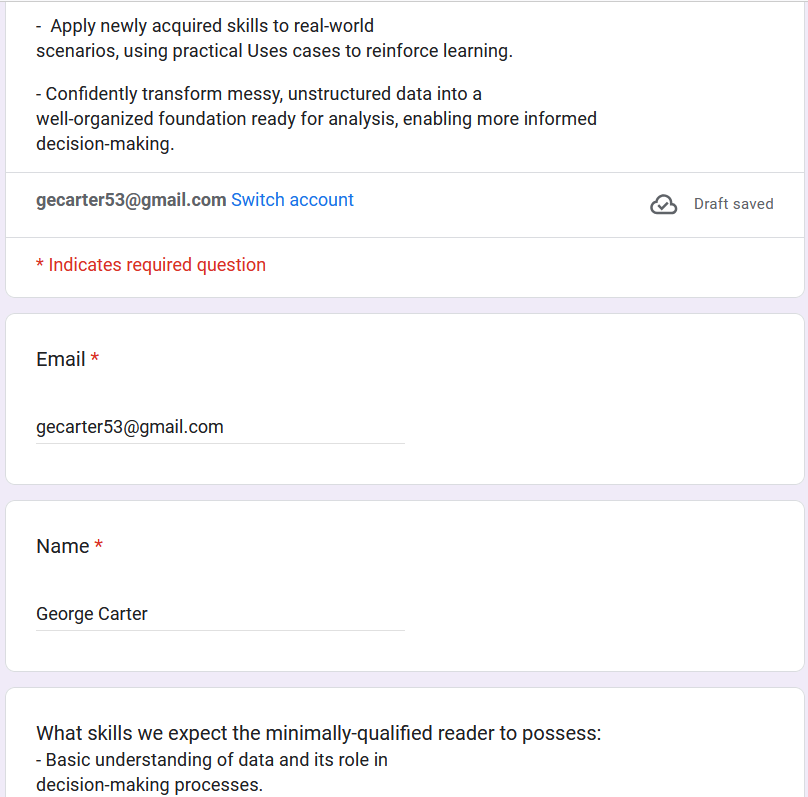 - Apply newly acquired skills to real-world
scenarios, using practical Uses cases to reinforce learning.
- Confidently transform messy, unstructured data into a
well-organized foundation ready for analysis, enabling more informed
decision-making.
gecarter53@gmail.com Switch account
Draft saved
* Indicates required question
Email *
gecarter53@gmail.com
Name *
George Carter
What skills we expect the minimally-qualified reader to possess:
- Basic understanding of data and its role in
decision-making processes.